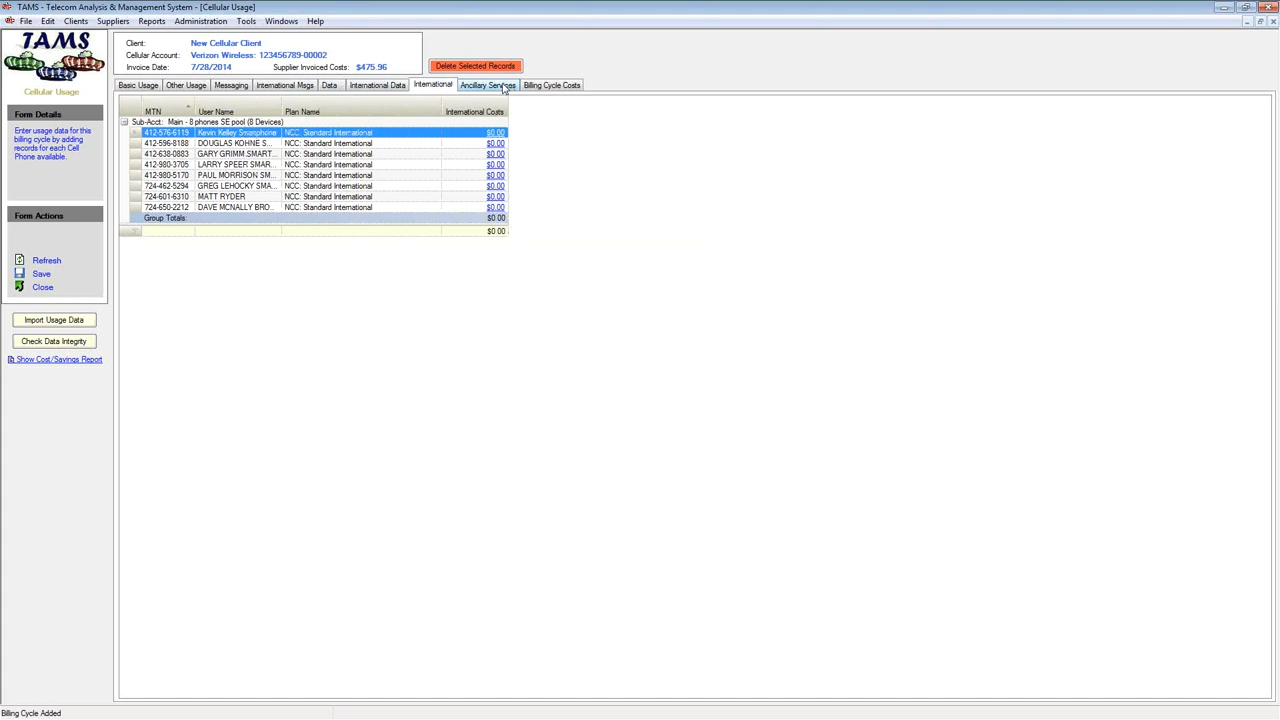 TAMS - Telecom Analysis & Management System - [Cellular Usage]
File Edit Clients Suppliers Reports Administration Tools Windows Help
TAMS
Cellular Usage
Form Details
Enter usage data for this
billing cycle by adding
records for each Cell
Phone available.
Form Actions
Refresh
Save
Close
Import Usage Data
Check Data Integrity
Show Cost/Savings Report
Client: New Cellular Client
Cellular Account: Verizon Wireless: 123456789-00002
Invoice Date: 7/28/2014 Supplier Invoiced Costs: $475.96
Delete Selected Records
Basic Usage Other Usage Messaging International Msgs Data International Data International Ancillary Services Billing Cycle Costs
MTN User Name Plan Name International Costs
Sub-Acct: Main - 8 phones SE pool (8 Devices)
412-576-6119 Kevin Kelley Smartphone NCC: Standard International $0.00
412-596-8188 DOUGLAS KOHNE S... NCC: Standard International $0.00
412-638-0883 GARY GRIMM SMART... NCC: Standard International $0.00
412-980-3705 LARRY SPEER SMAR... NCC: Standard International $0.00
412-980-5170 PAUL MORRISON SM... NCC: Standard International $0.00
724-462-5294 GREG LEHOCKY SMA... NCC: Standard International $0.00
724-601-6310 MATT RYDER NCC: Standard International $0.00
724-650-2212 DAVE MCNALLY BRO... NCC: Standard International $0.00
Group Totals: $0.00
$0.00
Billing Cycle Added